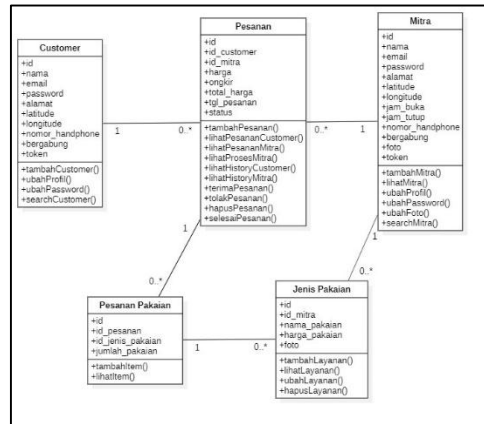 Customer
+id
+nama
+email
+password
+alamat
+latitude
+longitude
+nomor_handphone
+bergabung
+token
+tambahCustomer()
+ubahProfil()
+ubahPassword()
+searchCustomer()
1
0..*
Pesanan
+id
+id_customer
+id_mitra
+harga
+ongkir
+total_harga
+tgl_pesanan
+status
+tambahPesanan()
+lihatPesananCustomer()
+lihatPesananMitra()
+lihatProsesMitra()
+lihatHistoryCustomer()
+lihatHistoryMitra()
+terimaPesanan()
+tolakPesanan()
+hapusPesanan()
+selesaiPesanan()
0..*
1
Mitra
+id
+nama
+email
+password
+alamat
+latitude
+longitude
+jam_buka
+jam_tutup
+nomor_handphone
+bergabung
+foto
+token
+tambahMitra()
+lihatMitra()
+ubahProfil()
+ubahPassword()
+ubahFoto()
+searchMitra()
1
0..*
1
0..*
Pesanan Pakaian
+id
+id_pesanan
+id_jenis_pakaian
+jumlah_pakaian
+tambahItem()
+lihatItem()
1
0..*
Jenis Pakaian
+id
+id_mitra
+nama_pakaian
+harga_pakaian
+foto
+tambahLayanan()
+lihatLayanan()
+ubahLayanan()
+hapusLayanan()